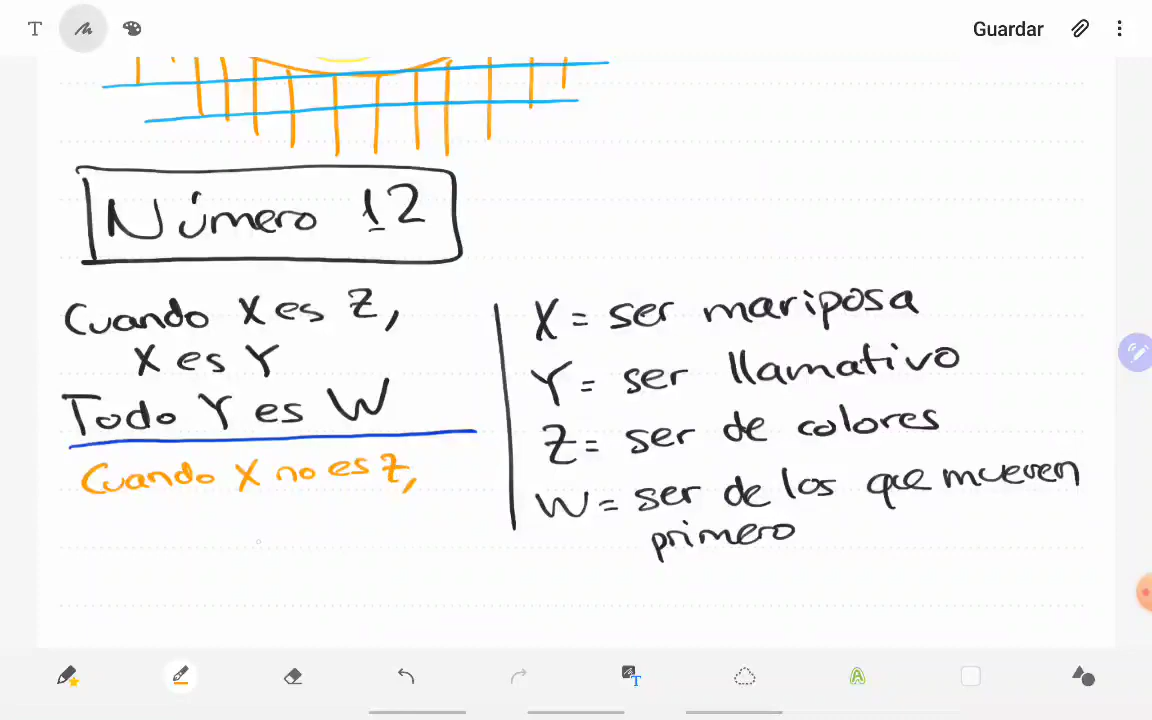 T
Guardar
Número 12
Cuando X es Z,
X es Y
Todo Y es W
Cuando X no es Z,
X = ser mariposa
Y = ser llamativo
Z = ser de colores
W = ser de los que mueren
primero
T
A